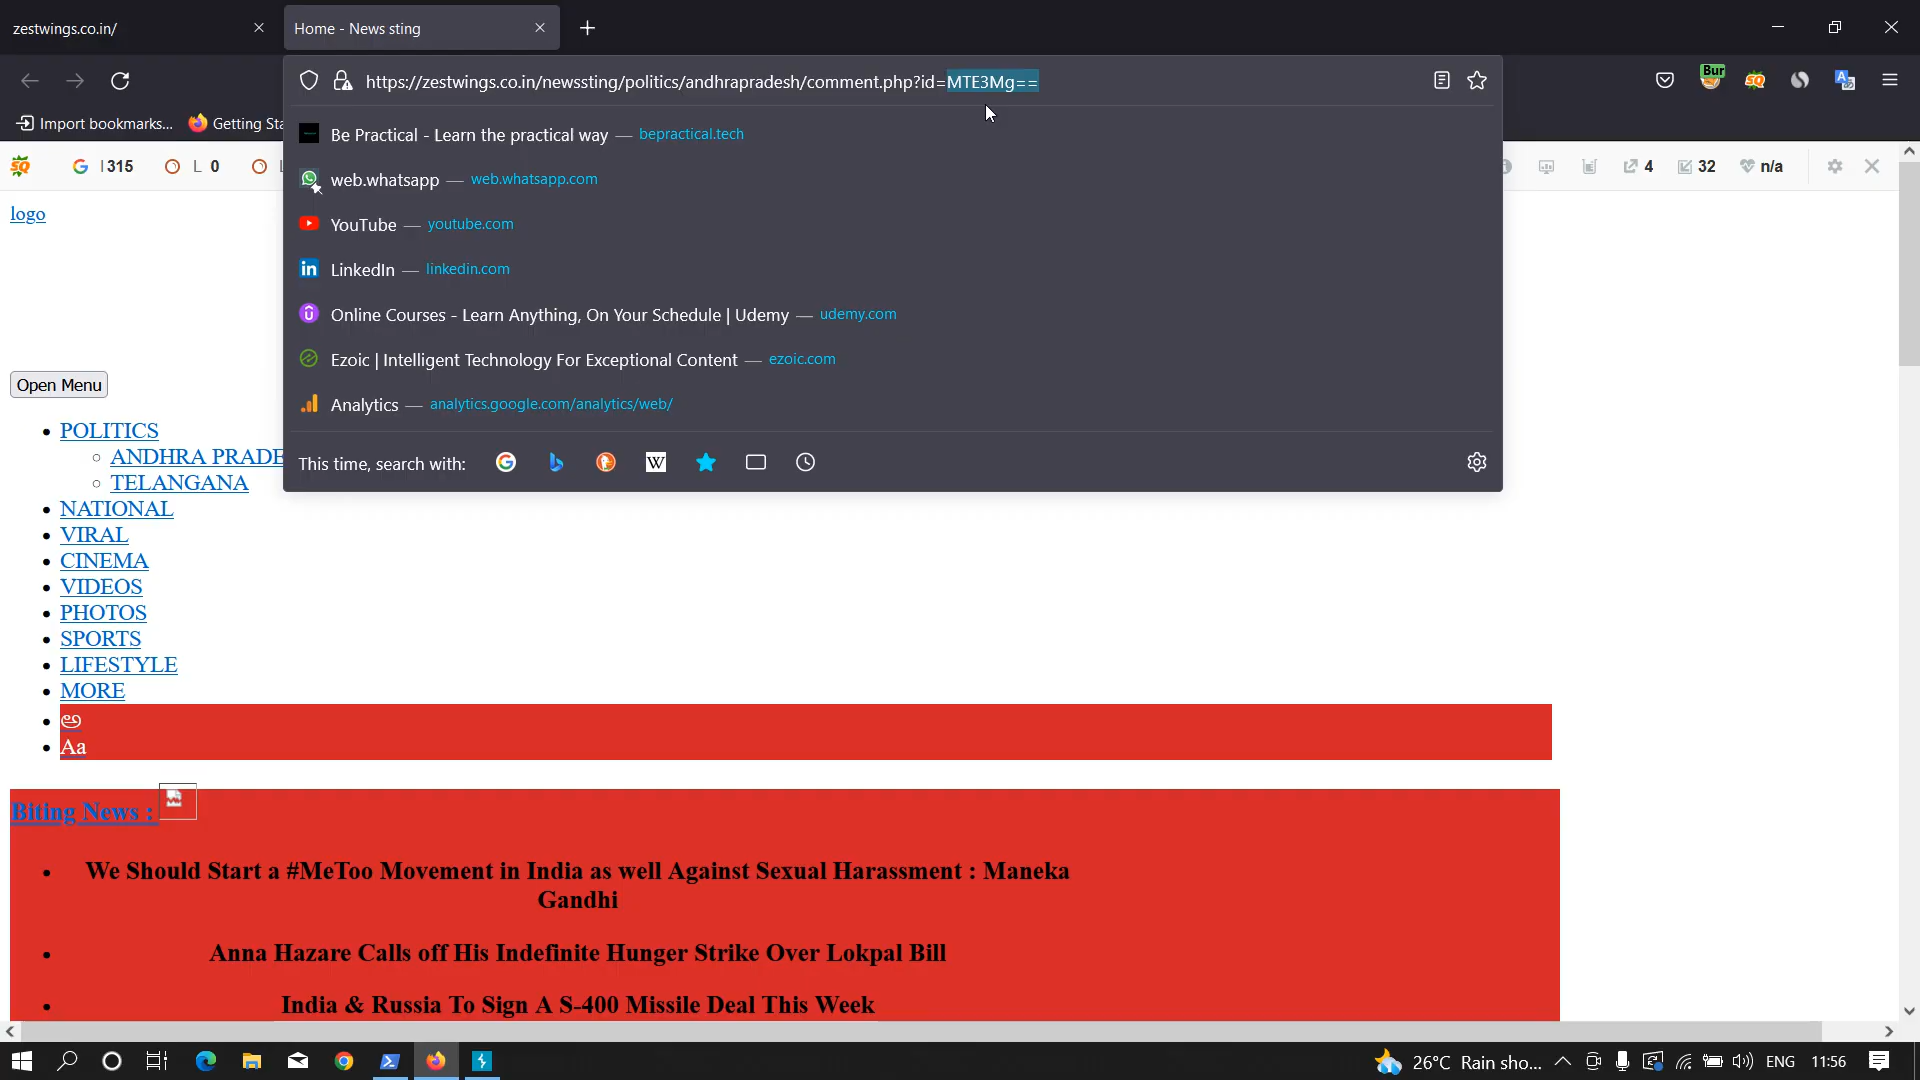 zestwings.co.in/
Home - News sting
https://zestwings.co.in/newssting/politics/andhrapradesh/comment.php?id=MTE3Mg==
Bur
Import bookmarks...
Getting Sta
Be Practical - Learn the practical way — bepractical.tech
web.whatsapp — web.whatsapp.com
YouTube — youtube.com
LinkedIn — linkedin.com
Online Courses - Learn Anything, On Your Schedule | Udemy — udemy.com
Ezoic | Intelligent Technology For Exceptional Content — ezoic.com
Analytics — analytics.google.com/analytics/web/
This time, search with:
I 315
L 0
4
32
n/a
logo
Open Menu
POLITICS
ANDHRA PRADE
TELANGANA
NATIONAL
VIRAL
CINEMA
VIDEOS
PHOTOS
SPORTS
LIFESTYLE
MORE
అ
Aa
Biting News :
We Should Start a #MeToo Movement in India as well Against Sexual Harassment : Maneka
Gandhi
Anna Hazare Calls off His Indefinite Hunger Strike Over Lokpal Bill
India & Russia To Sign A S-400 Missile Deal This Week
26°C Rain sho...
ENG
11:56